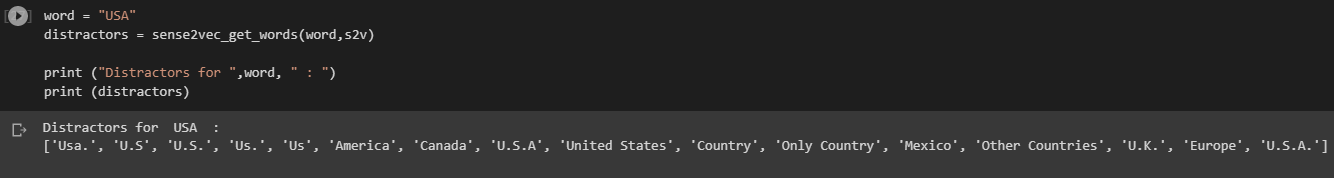 word = "USA"
distractors = sense2vec_get_words(word,s2v)
print ("Distractors for ",word, " : ")
print (distractors)
Distractors for  USA  :
['Usa.', 'U.S', 'U.S.', 'Us.', 'Us', 'America', 'Canada', 'U.S.A', 'United States', 'Country', 'Only Country', 'Mexico', 'Other Countries', 'U.K.', 'Europe', 'U.S.A.']